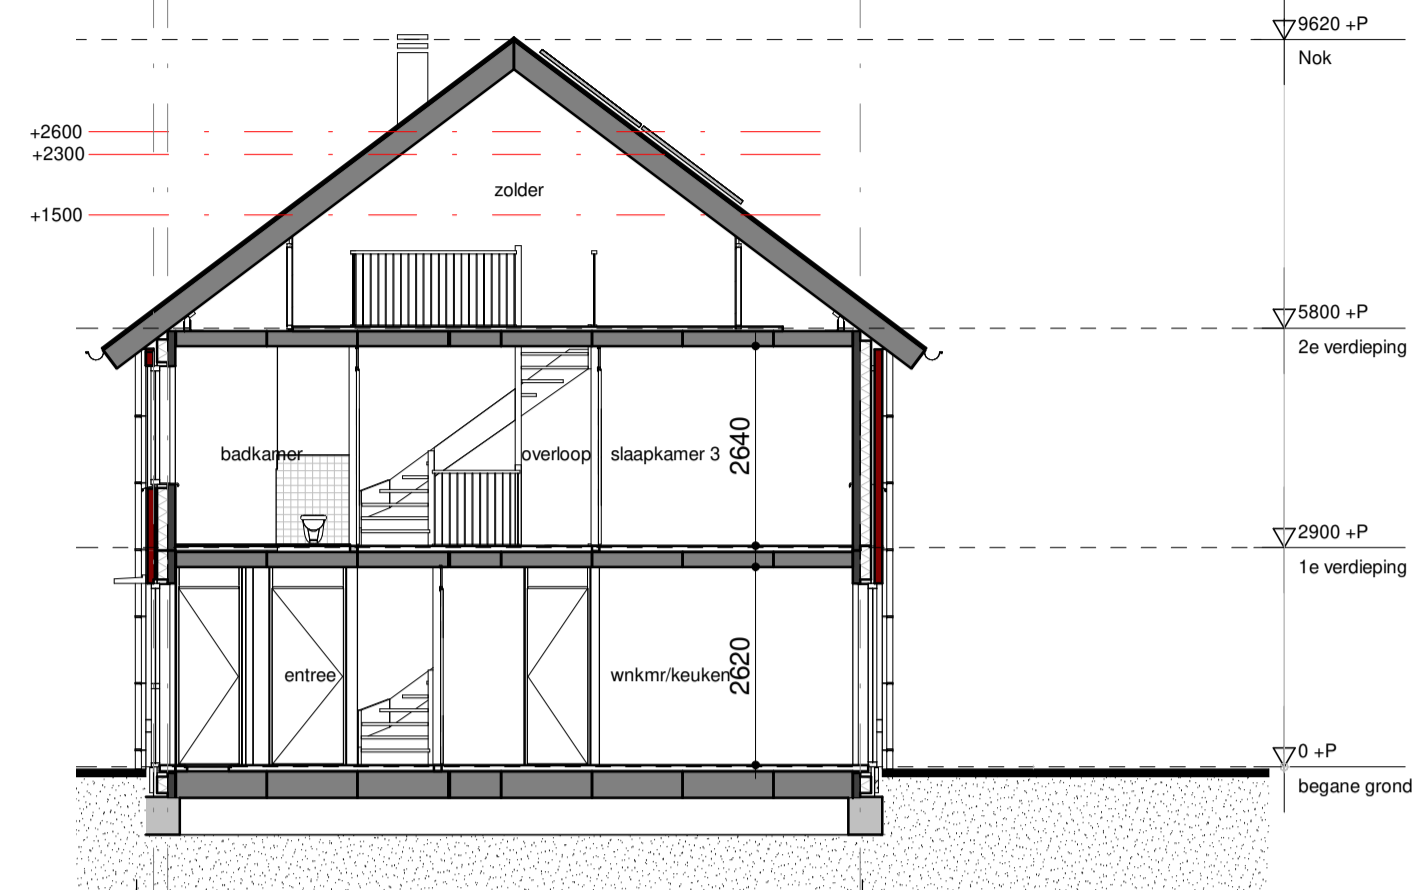 9620 +P
Nok
+2600
+2300
zolder
+1500
5800 +P
2e verdieping
2640
badkamer
overloop
slaapkamer 3
2900 +P
1e verdieping
2620
entree
wnkmr/keuken
0 +P
begane grond